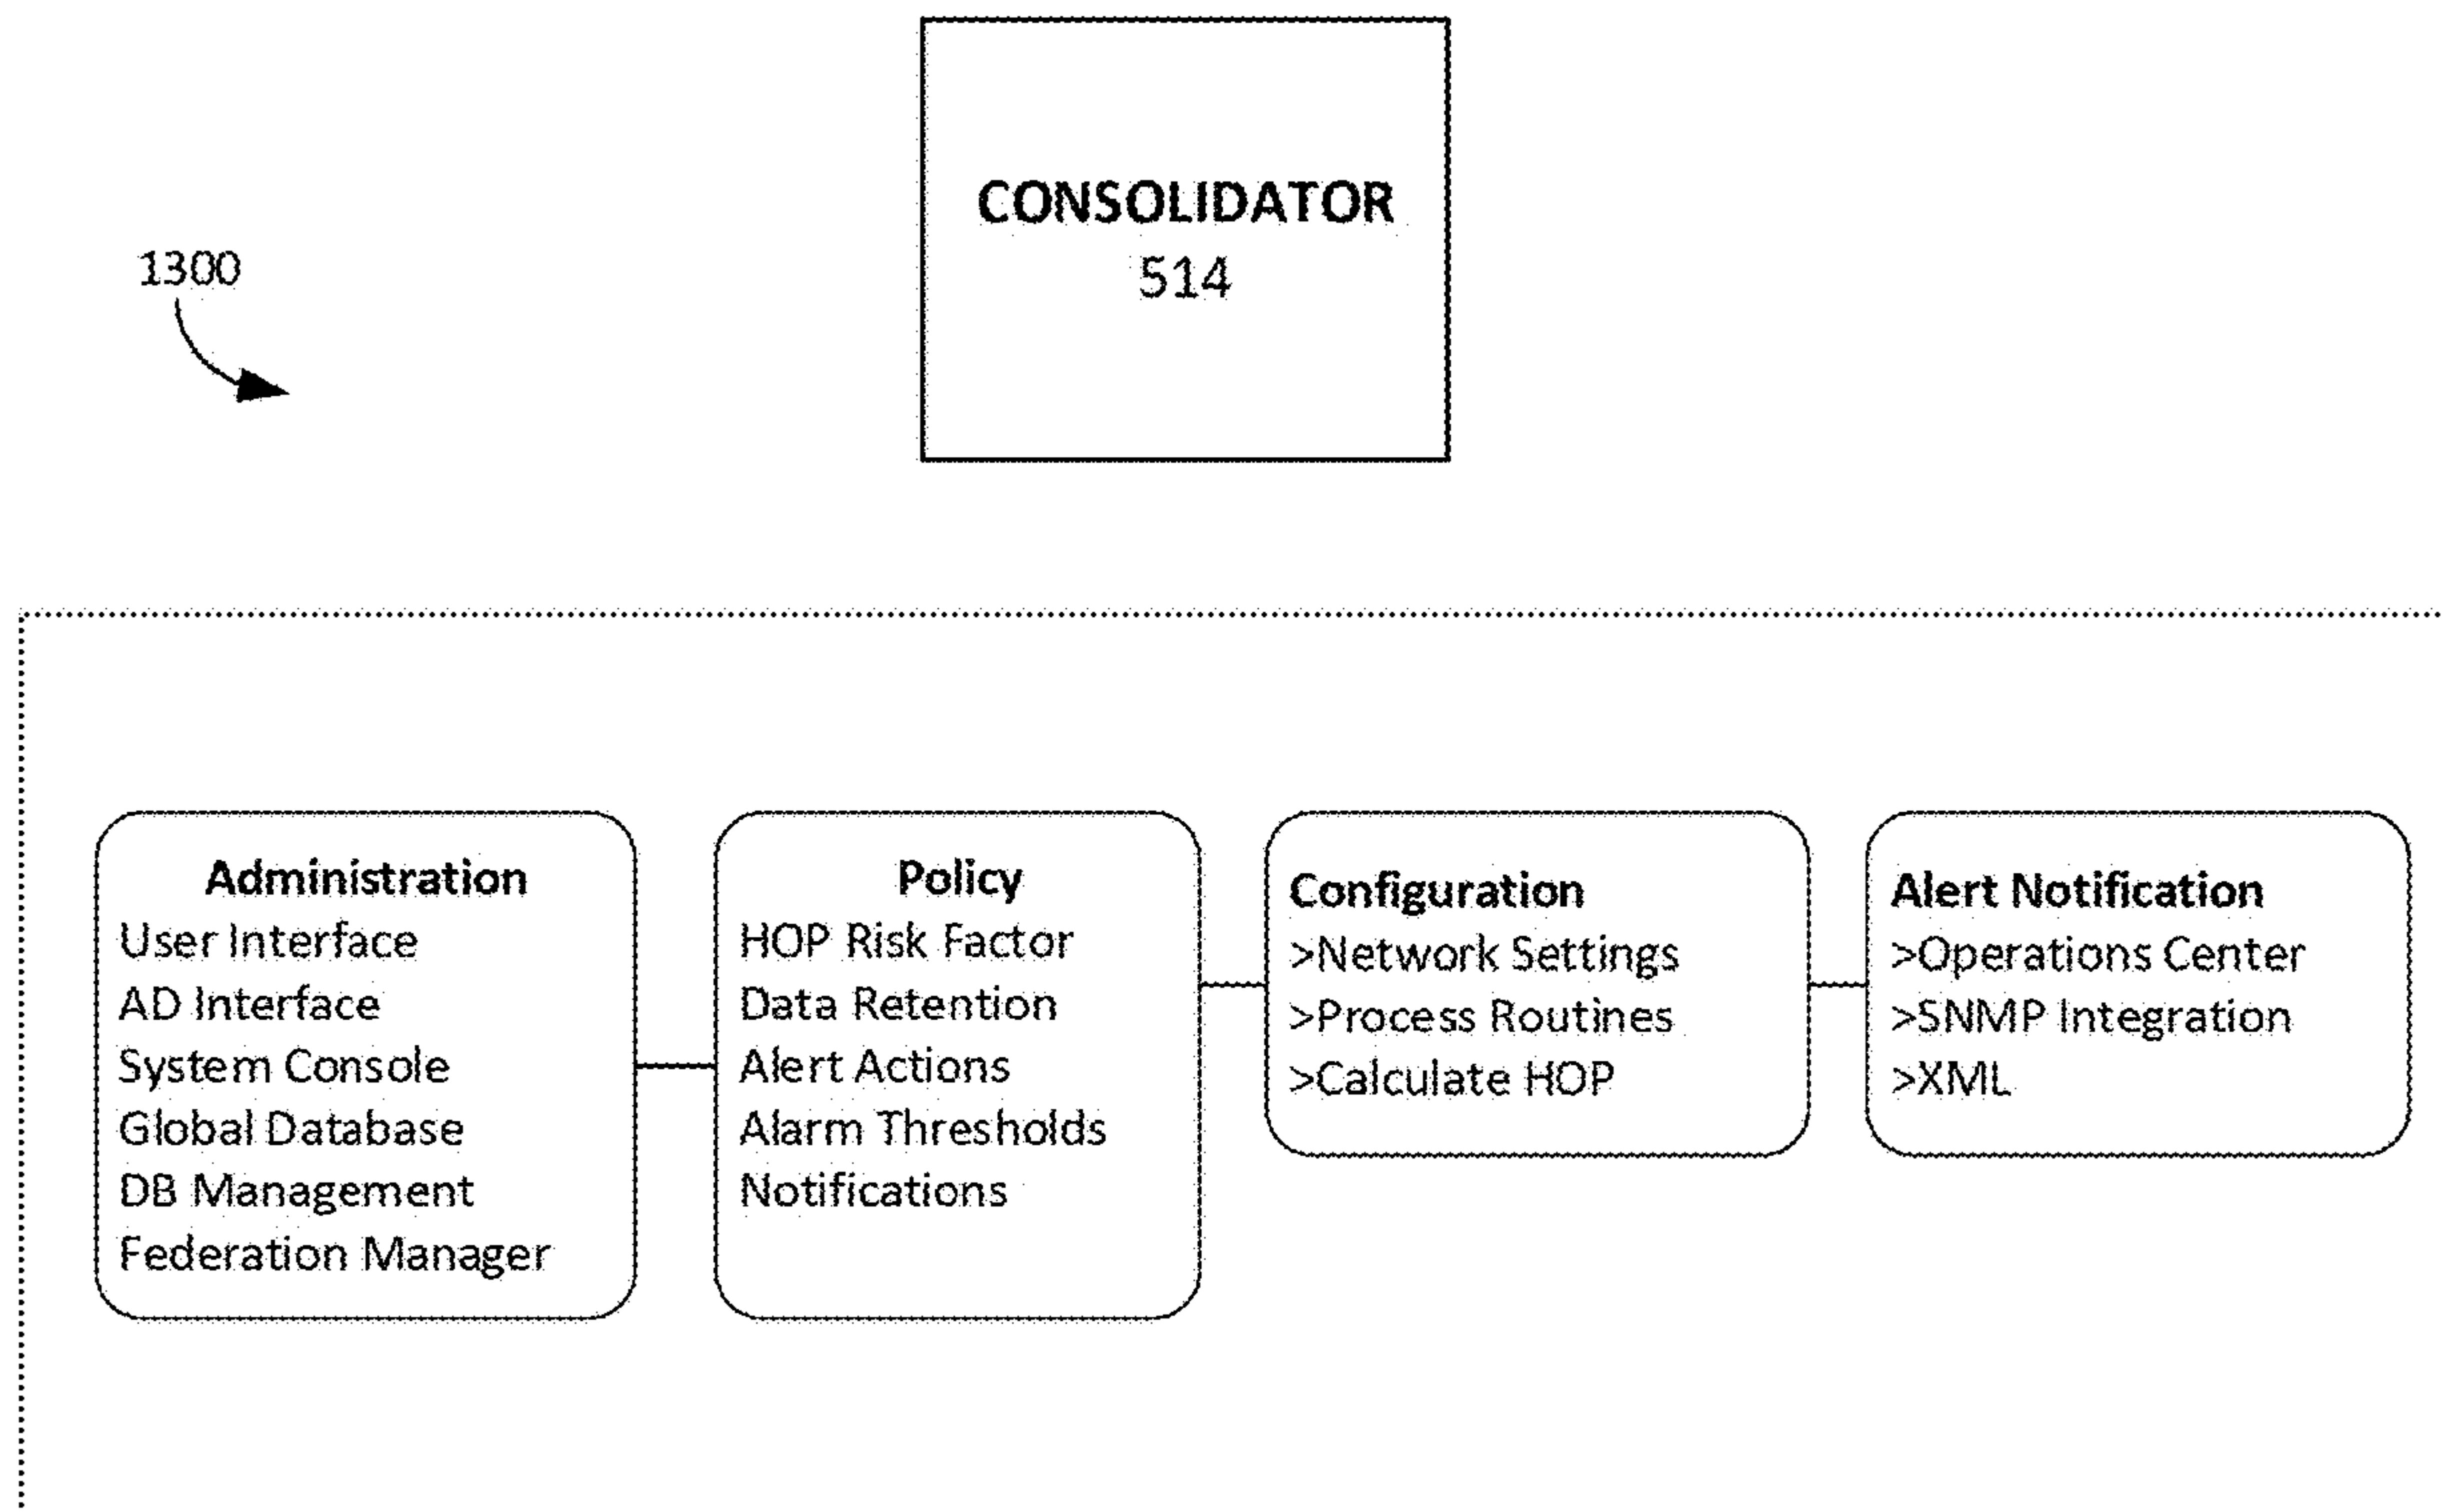 CONSOLIDATOR
514
1300
Administration
User Interface
AD Interface
System Console
Global Database
DB Management
Federation Manager
Policy
HOP Risk Factor
Data Retention
Alert Actions
Alarm Thresholds
Notifications
Configuration
>Network Settings
>Process Routines
>Calculate HOP
Alert Notification
>Operations Center
>SNMP Integration
>XML